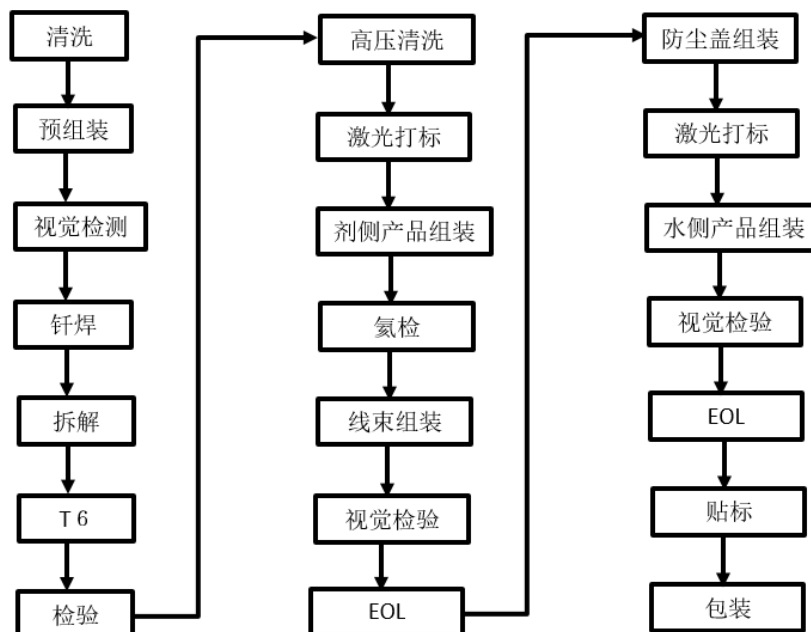 清洗
预组装
视觉检测
钎焊
拆解
T6
检验
高压清洗
激光打标
剂侧产品组装
氦检
线束组装
视觉检验
EOL
防尘盖组装
激光打标
水侧产品组装
视觉检验
EOL
贴标
包装